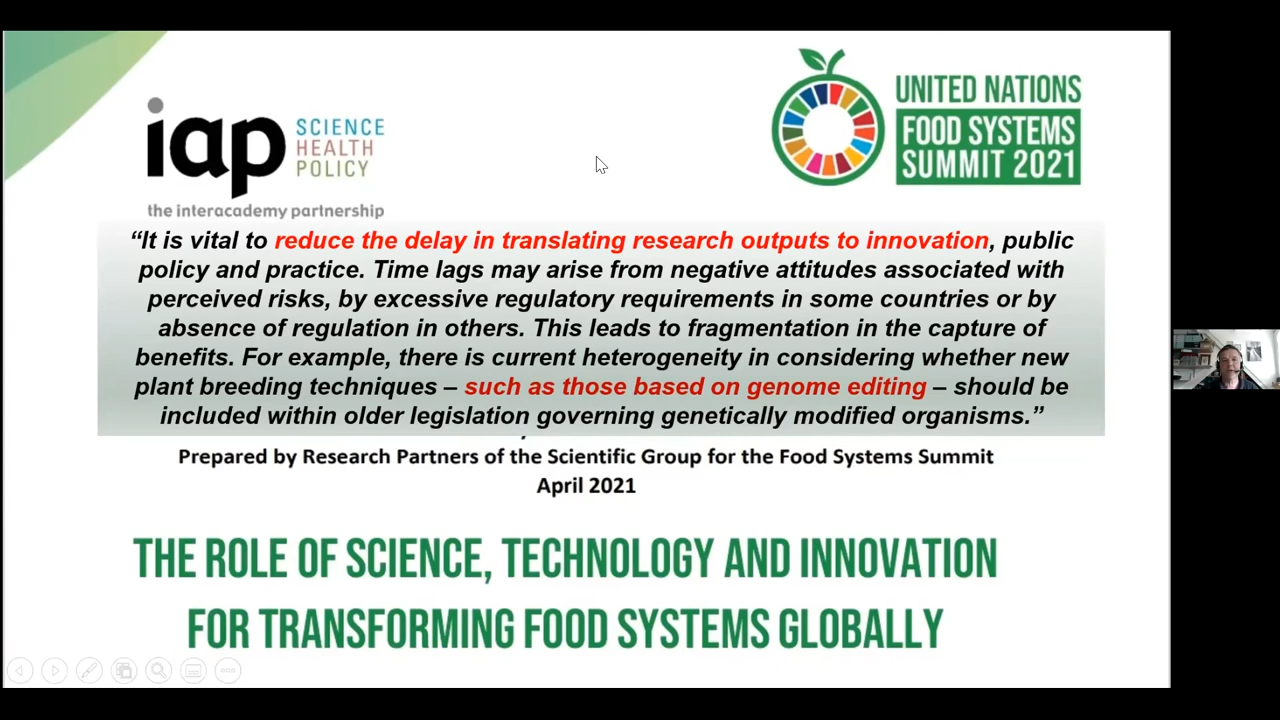 iap SCIENCE
HEALTH
POLICY
the interacademy partnership
UNITED NATIONS
FOOD SYSTEMS
SUMMIT 2021
“It is vital to reduce the delay in translating research outputs to innovation, public
policy and practice. Time lags may arise from negative attitudes associated with
perceived risks, by excessive regulatory requirements in some countries or by
absence of regulation in others. This leads to fragmentation in the capture of
benefits. For example, there is current heterogeneity in considering whether new
plant breeding techniques – such as those based on genome editing – should be
included within older legislation governing genetically modified organisms.”
Prepared by Research Partners of the Scientific Group for the Food Systems Summit
April 2021
THE ROLE OF SCIENCE, TECHNOLOGY AND INNOVATION
FOR TRANSFORMING FOOD SYSTEMS GLOBALLY